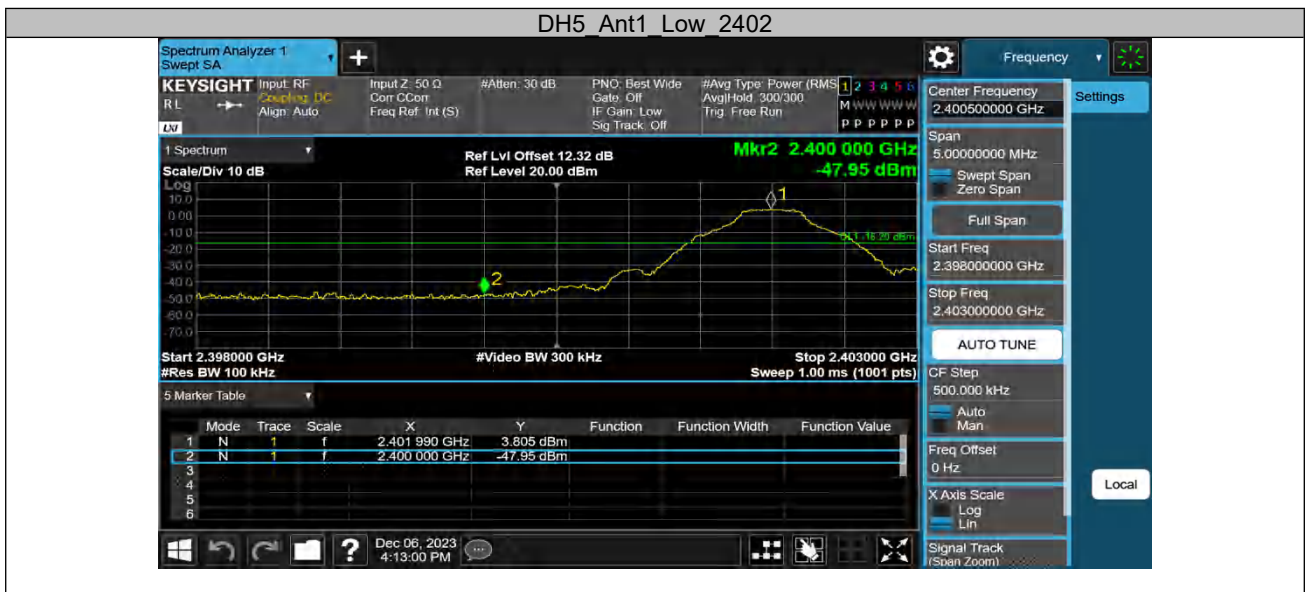 DH5_Ant1_Low_2402
Spectrum Analyzer 1
Swept SA
+
Frequency
KEYSIGHT
RL
LXI
Input: RF
Coupling: DC
Align: Auto
Input Z: 50 Ω
Corr CCorr
Freq Ref: Int (S)
#Atten: 30 dB
PNO: Best Wide
Gate: Off
IF Gain: Low
Sig Track: Off
#Avg Type: Power (RMS
Avg|Hold: 300/300
Trig: Free Run
1 2 3 4 5 6
M W W W W W
P P P P P P
Center Frequency
2.400500000 GHz
Settings
Span
5.00000000 MHz
Swept Span
Zero Span
Full Span
Start Freq
2.398000000 GHz
Stop Freq
2.403000000 GHz
AUTO TUNE
CF Step
500.000 kHz
Auto
Man
Freq Offset
0 Hz
X Axis Scale
Log
Lin
Signal Track
(Span Zoom)
Local
1 Spectrum
Scale/Div 10 dB
Ref Lvl Offset 12.32 dB
Ref Level 20.00 dBm
Mkr2 2.400 000 GHz
-47.95 dBm
Log
10.0
0.00
-10.0
-20.0
-30.0
-40.0
-50.0
-60.0
-70.0
1
2
DL1 -16.20 dBm
Start 2.398000 GHz
#Video BW 300 kHz
Stop 2.403000 GHz
#Res BW 100 kHz
Sweep 1.00 ms (1001 pts)
5 Marker Table
Mode Trace Scale X Y Function Function Width Function Value
1 N 1 f 2.401 990 GHz 3.805 dBm
2 N 1 f 2.400 000 GHz -47.95 dBm
3
4
5
6
?
Dec 06, 2023
4:13:00 PM